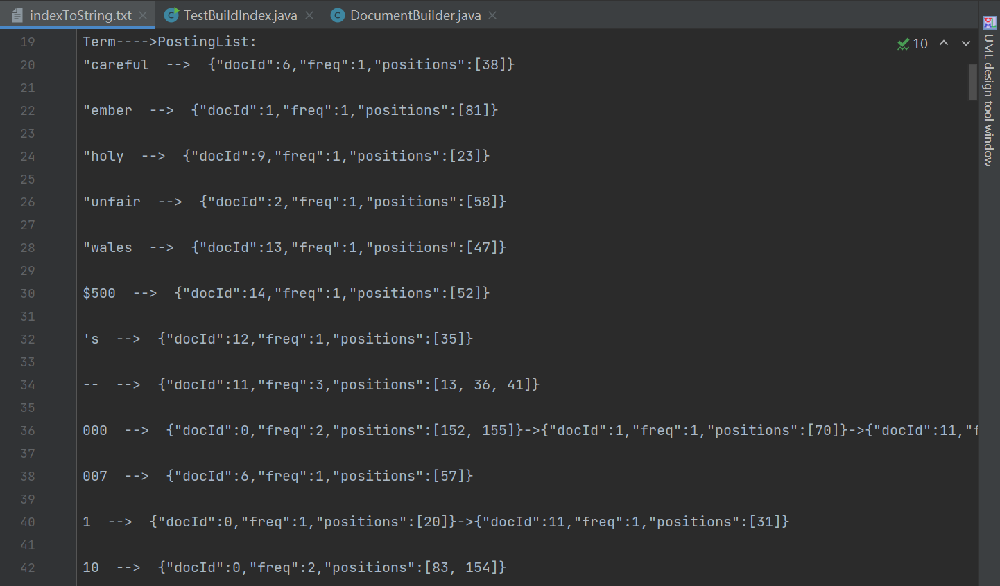 indexToString.txt TestBuildIndex.java DocumentBuilder.java
19 Term---->PostingList:
10
20 "careful --> {"docId":6,"freq":1,"positions":[38]}
21
22 "ember --> {"docId":1,"freq":1,"positions":[81]}
23
24 "holy --> {"docId":9,"freq":1,"positions":[23]}
25
26 "unfair --> {"docId":2,"freq":1,"positions":[58]}
27
28 "wales --> {"docId":13,"freq":1,"positions":[47]}
29
30 $500 --> {"docId":14,"freq":1,"positions":[52]}
31
32 's --> {"docId":12,"freq":1,"positions":[35]}
33
34 -- --> {"docId":11,"freq":3,"positions":[13, 36, 41]}
35
36 000 --> {"docId":0,"freq":2,"positions":[152, 155]}->{"docId":1,"freq":1,"positions":[70]}->{"docId":11,"f
37
38 007 --> {"docId":6,"freq":1,"positions":[57]}
39
40 1 --> {"docId":0,"freq":1,"positions":[20]}->{"docId":11,"freq":1,"positions":[31]}
41
42 10 --> {"docId":0,"freq":2,"positions":[83, 154]}
UML design tool window